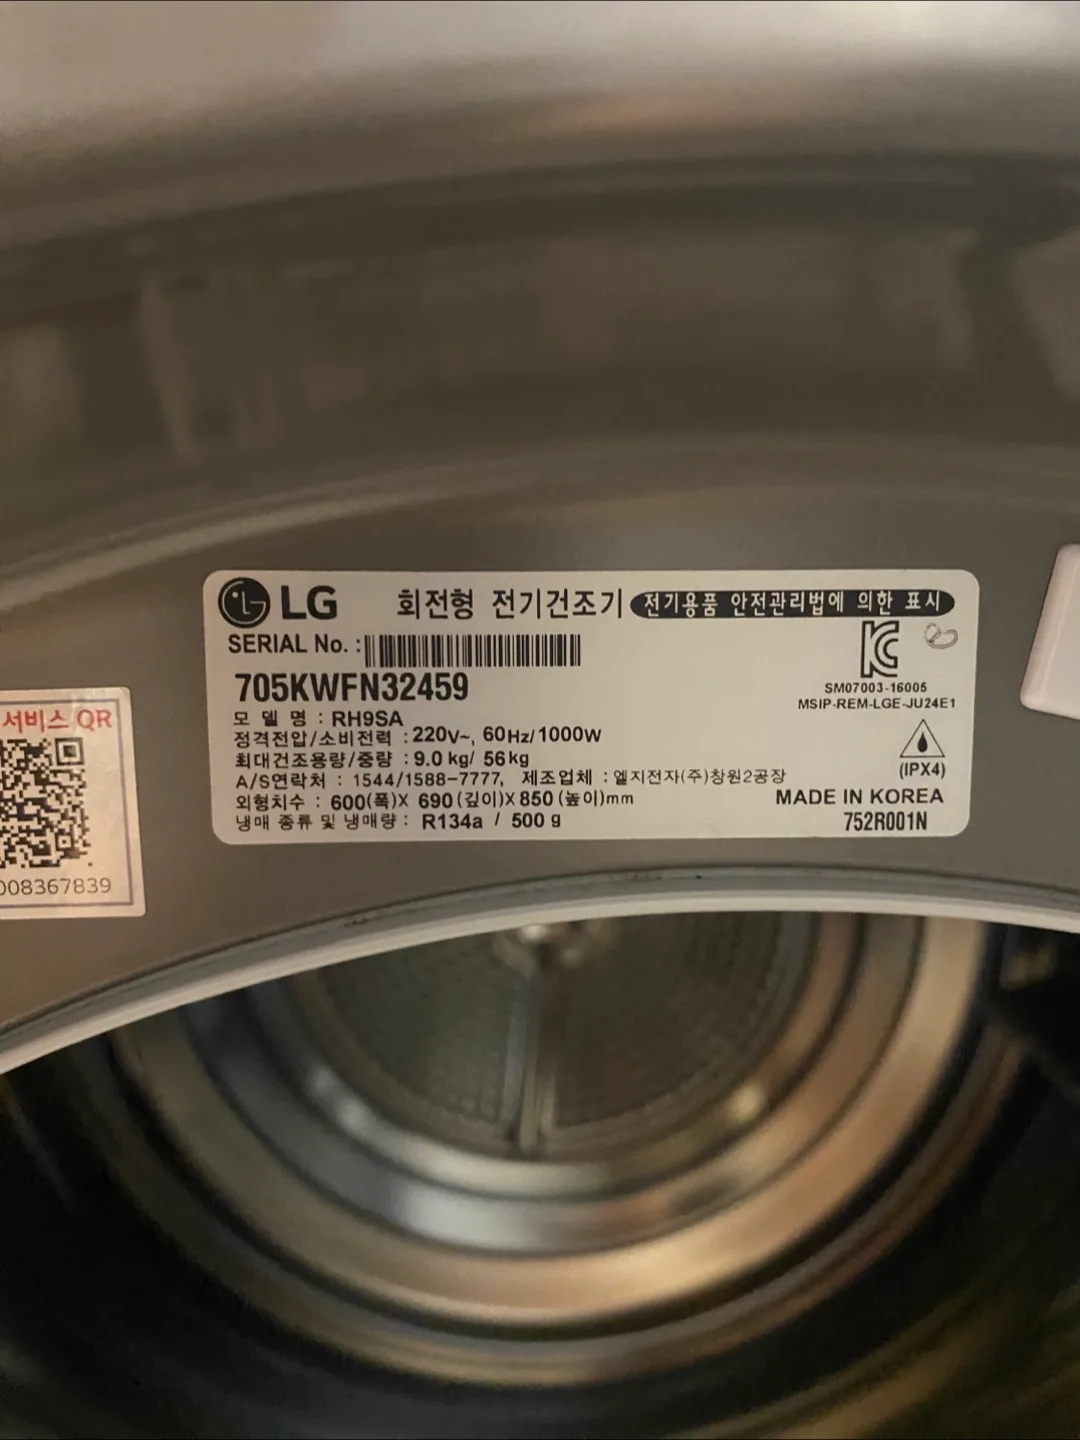 LG 회전형 전기건조기 전기용품 안전관리법에 의한 표시
SERIAL No. :
705KWFN32459
SM07003-16005
MSIP-REM-LGE-JU24E1
모 델 명 : RH9SA
정격전압/소비전력 : 220V~, 60Hz/ 1000W
최대건조용량/중량 : 9.0 kg/ 56kg
(IPX4)
A/S연락처 : 1544/1588-7777, 제조업체 : 엘지전자(주)창원2공장
외형치수 : 600(폭)X 690(깊이)X 850(높이)mm
MADE IN KOREA
냉매 종류 및 냉매량 : R134a / 500 g
752R001N
서비스 QR
008367839